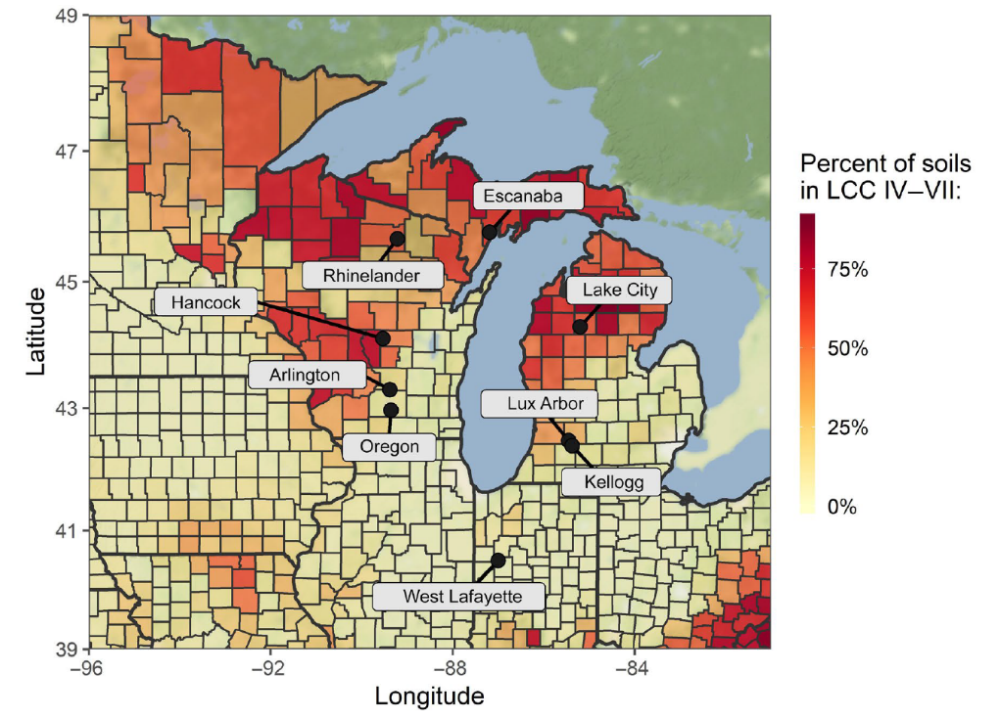 49
47
45
43
41
39
−96
−92
−88
−84
Latitude
Longitude
Escanaba
Rhinelander
Lake City
Hancock
Arlington
Lux Arbor
Oregon
Kellogg
West Lafayette
Percent of soils
in LCC IV−VII:
75%
50%
25%
0%